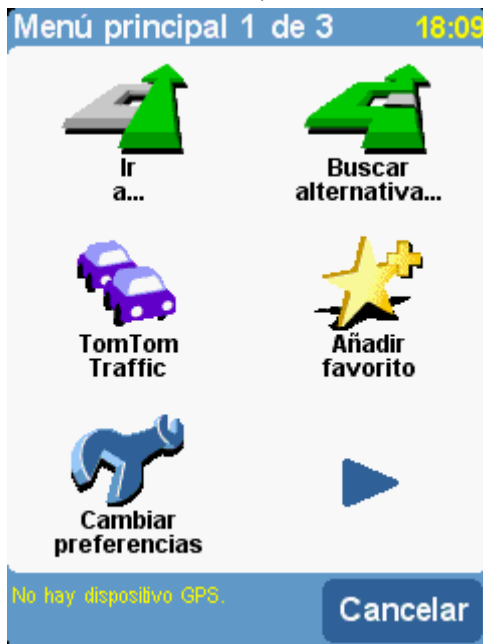 Menú principal 1 de 3 18:09
Ir
a...
Buscar
alternativa...
TomTom
Traffic
Añadir
favorito
Cambiar
preferencias
No hay dispositivo GPS.
Cancelar